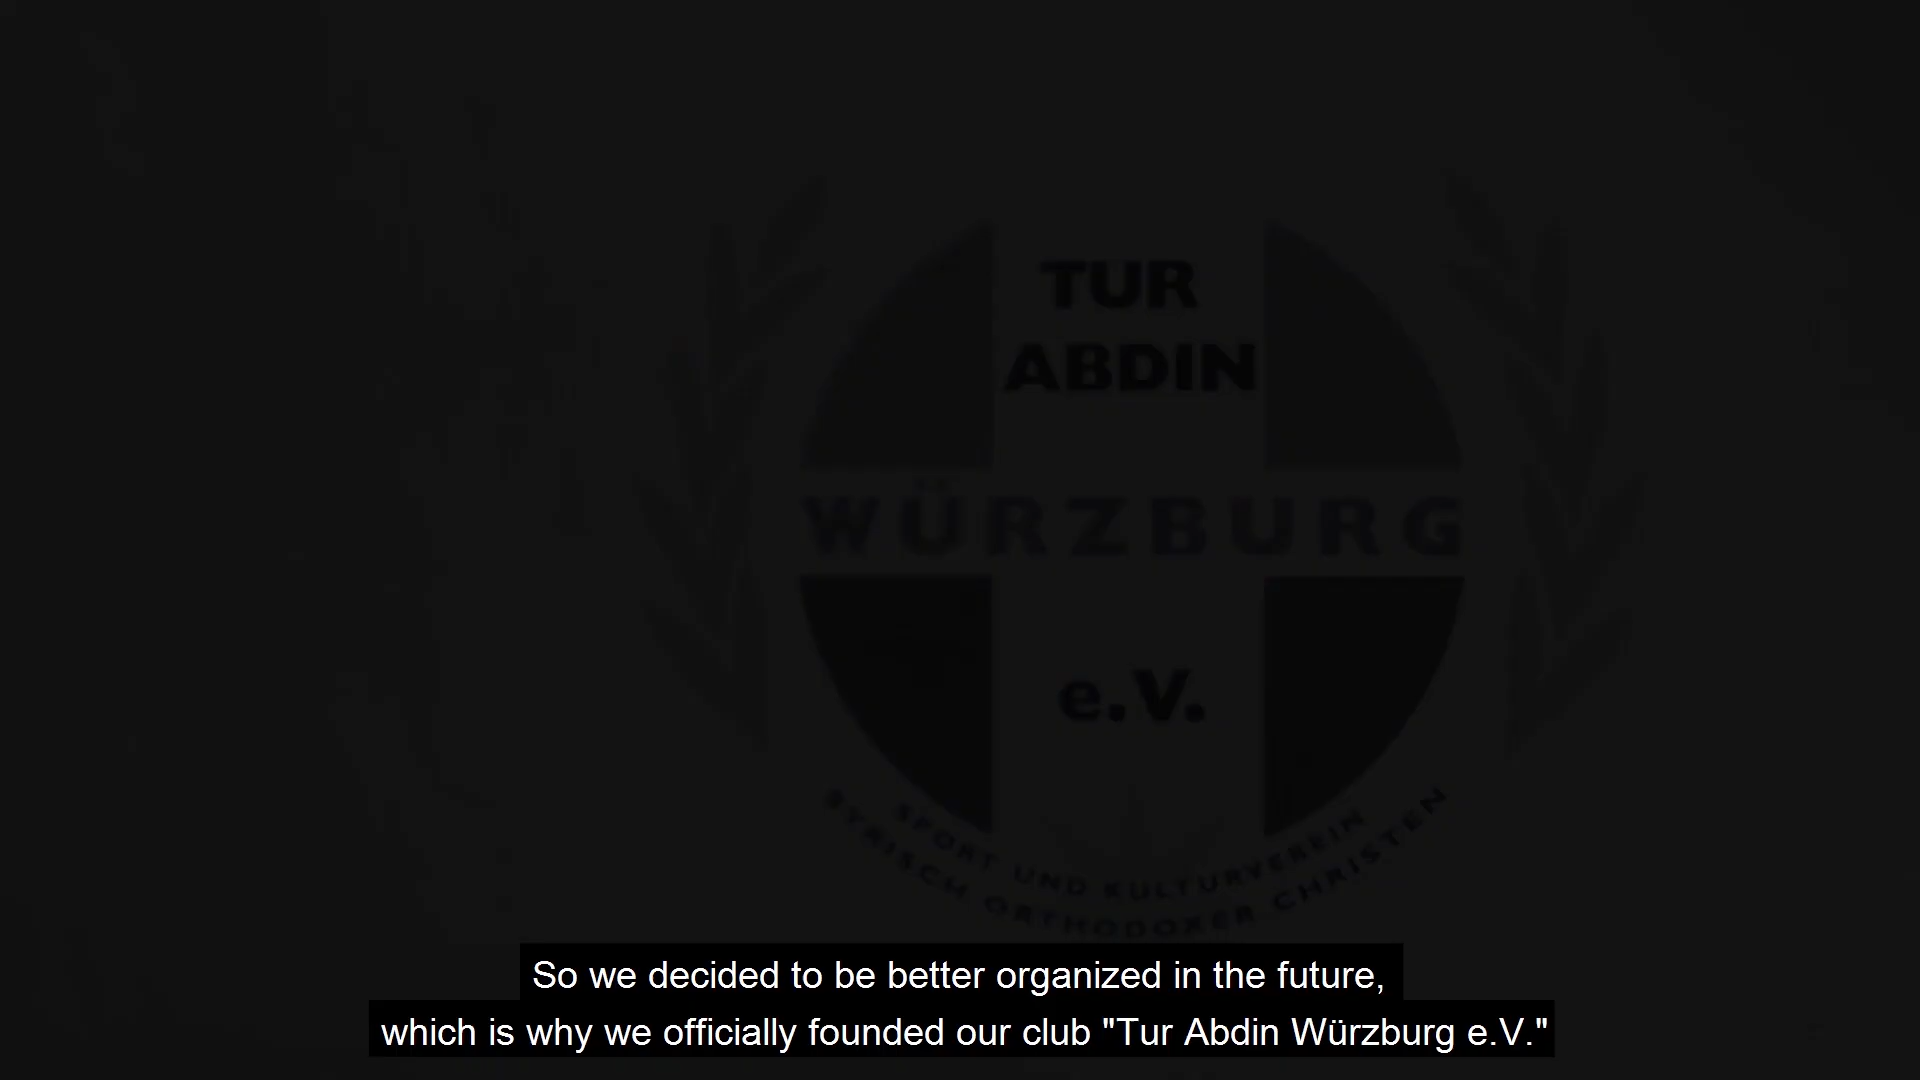 TUR
ABDIN
WÜRZBURG
e.V.
SPORT UND KULTURVEREIN
SYRISCH ORTHODOXER CHRISTEN
So we decided to be better organized in the future,
which is why we officially founded our club "Tur Abdin Würzburg e.V."